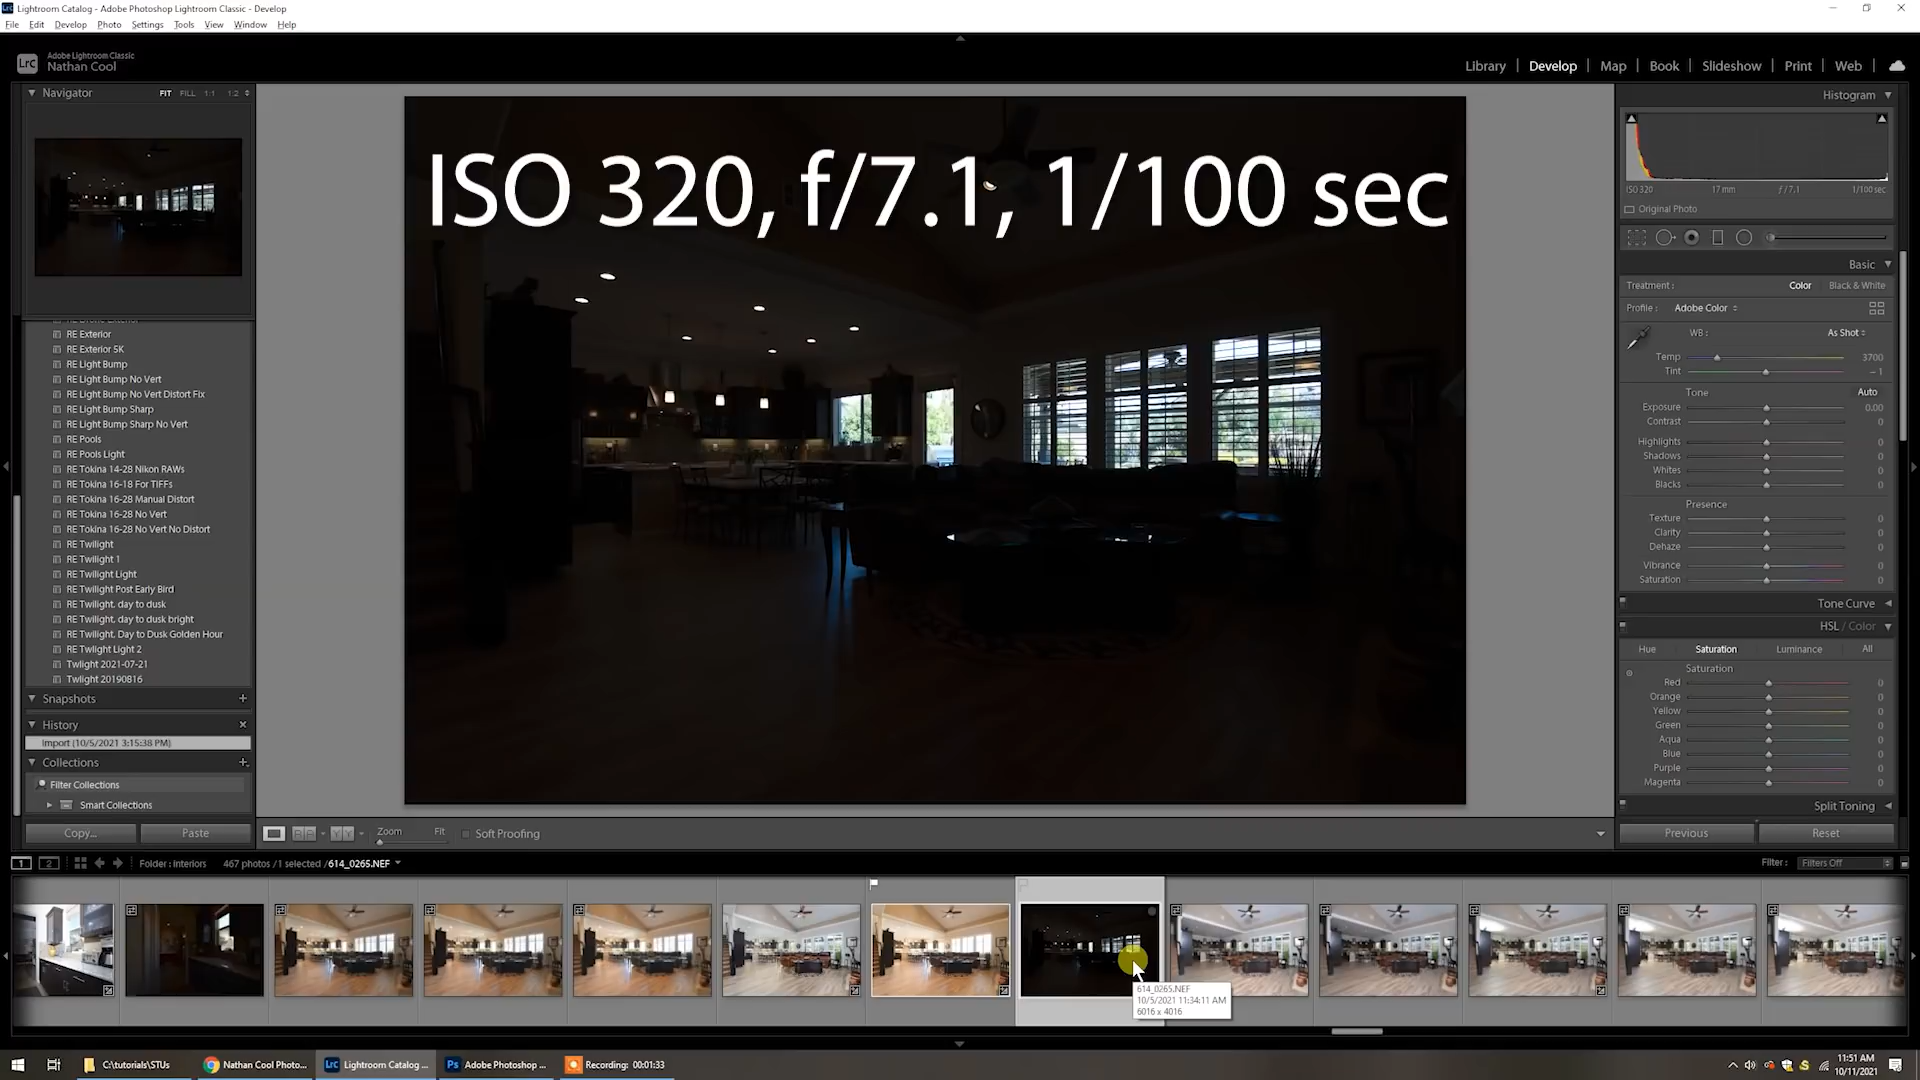 Lightroom Catalog - Adobe Photoshop Lightroom Classic - Develop
File Edit Develop Photo Settings Tools View Window Help
LrC
Adobe Lightroom Classic
Nathan Cool
Library | Develop | Map | Book | Slideshow | Print | Web
Navigator FIT FILL 1:1 1:2
Histogram
ISO 320 17 mm ƒ / 7.1 1/100 sec
Original Photo
ISO 320, f/7.1, 1/100 sec
Basic
Treatment : Color Black & White
Profile : Adobe Color
WB : As Shot
Temp 3700
Tint – 1
Tone Auto
Exposure 0.00
Contrast 0
Highlights 0
Shadows 0
Whites 0
Blacks 0
Presence
Texture 0
Clarity 0
Dehaze 0
Vibrance 0
Saturation 0
Tone Curve
HSL / Color
Hue Saturation Luminance All
Saturation
Red 0
Orange 0
Yellow 0
Green 0
Aqua 0
Blue 0
Purple 0
Magenta 0
Split Toning
Previous Reset
RE Exterior
RE Exterior SK
RE Light Bump
RE Light Bump No Vert
RE Light Bump No Vert Distort Fix
RE Light Bump Sharp
RE Light Bump Sharp No Vert
RE Pools
RE Pools Light
RE Tokina 14-28 Nikon RAWs
RE Tokina 16-18 For TIFFs
RE Tokina 16-28 Manual Distort
RE Tokina 16-28 No Vert
RE Tokina 16-28 No Vert No Distort
RE Twilight
RE Twilight 1
RE Twilight Light
RE Twilight Post Early Bird
RE Twilight, day to dusk
RE Twilight, day to dusk bright
RE Twilight, Day to Dusk Golden Hour
RE Twlight Light 2
Twlight 2021-07-21
Twlight 20190816
Snapshots
History
Import (10/5/2021 3:15:38 PM)
Collections
Filter Collections
Smart Collections
Copy... Paste
Zoom Fit Soft Proofing
1 2 Folder : Interiors 467 photos / 1 selected / 614_0265.NEF Filter : Filters Off
614_0265.NEF
10/5/2021 11:34:11 AM
6016 x 4016
C:\tutorials\STUs Nathan Cool Photo... Lightroom Catalog ... Adobe Photoshop ... Recording: 00:01:33
11:51 AM
10/11/2021